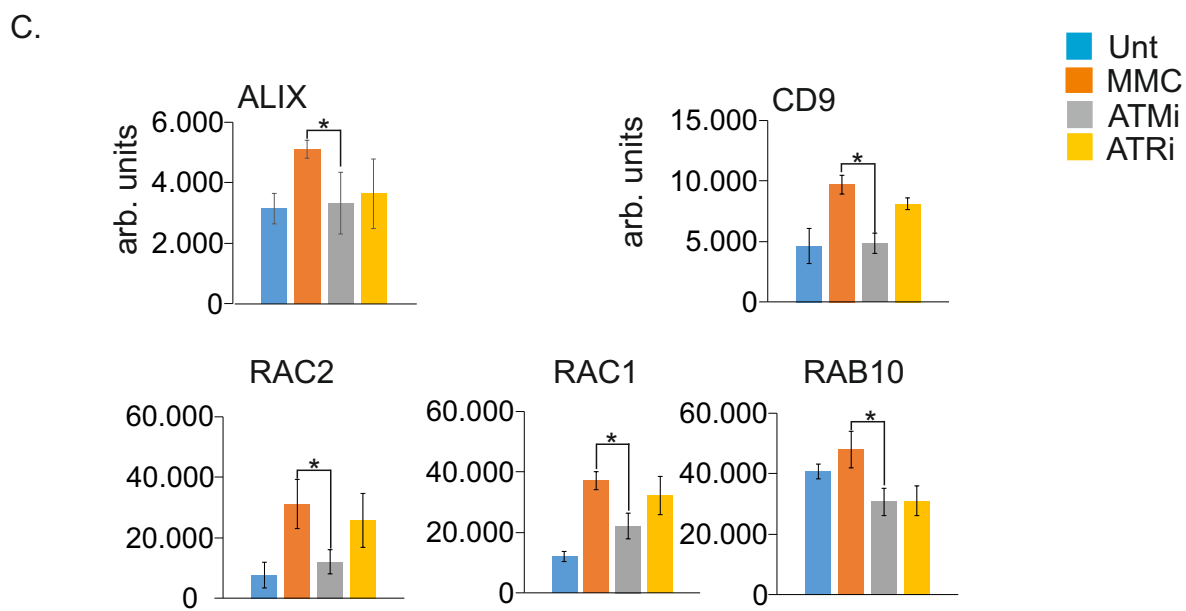 C.
Unt
MMC
ATMi
ATRi
ALIX
arb. units
6.000
4.000
2.000
0
*
CD9
arb. units
15.000
10.000
5.000
0
*
RAC2
60.000
40.000
20.000
0
*
RAC1
60.000
40.000
20.000
0
*
RAB10
60.000
40.000
20.000
0
*